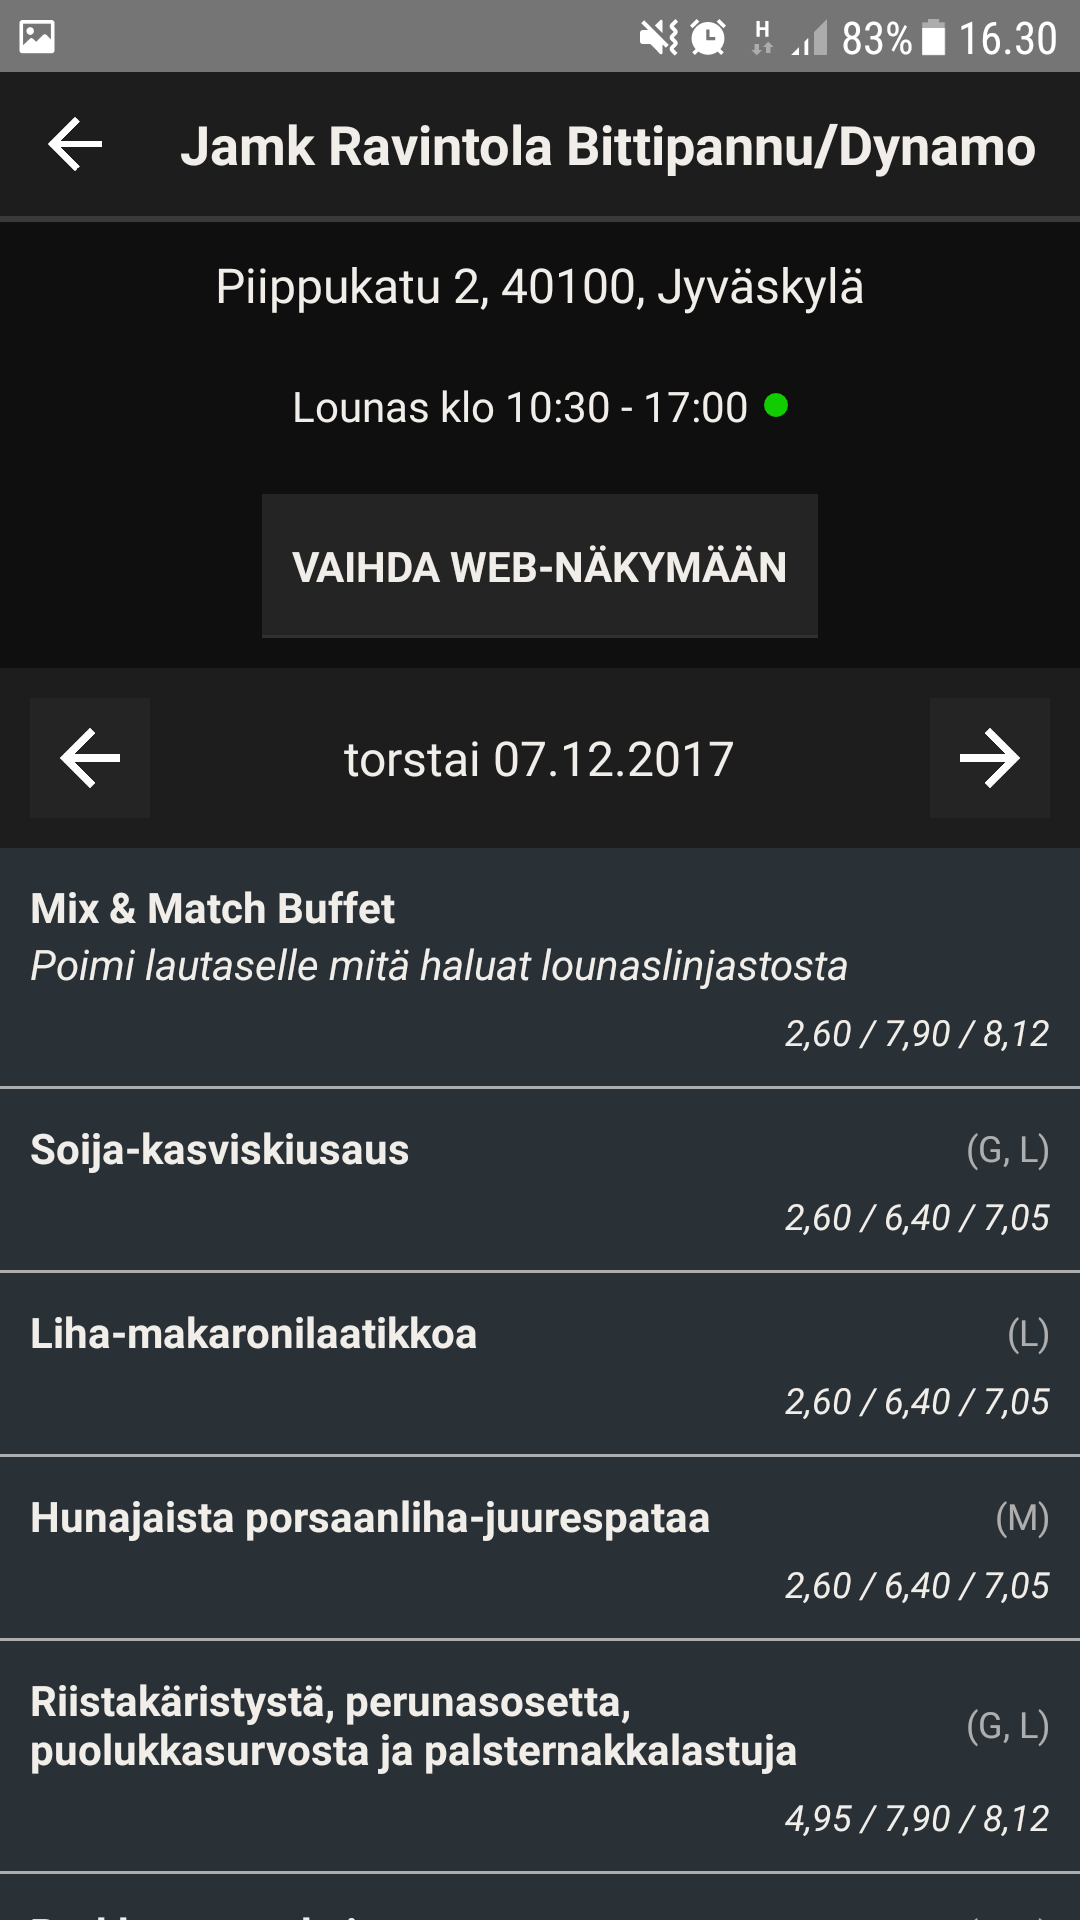 H 83% 16.30
Jamk Ravintola Bittipannu/Dynamo
Piippukatu 2, 40100, Jyväskylä
Lounas klo 10:30 - 17:00
VAIHDA WEB-NÄKYMÄÄN
torstai 07.12.2017
Mix & Match Buffet
Poimi lautaselle mitä haluat lounaslinjastosta
2,60 / 7,90 / 8,12
Soija-kasviskiusaus (G, L)
2,60 / 6,40 / 7,05
Liha-makaronilaatikkoa (L)
2,60 / 6,40 / 7,05
Hunajaista porsaanliha-juurespataa (M)
2,60 / 6,40 / 7,05
Riistakäristystä, perunasosetta,
puolukkasurvosta ja palsternakkalastuja (G, L)
4,95 / 7,90 / 8,12